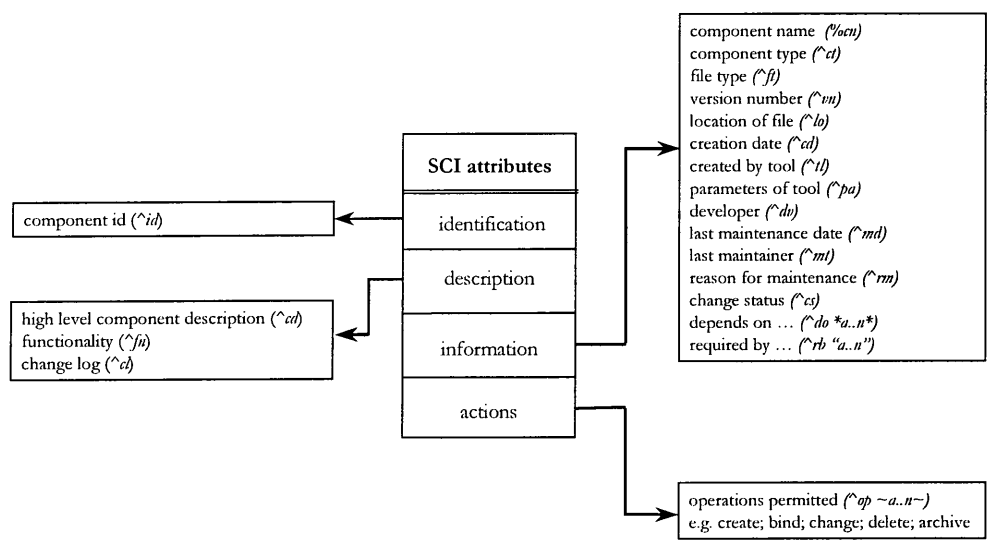 SCI attributes
identification
description
information
actions
component id (^id)
high level component description (^cd)
functionality (^fu)
change log (^cl)
component name (%cn)
component type (^ct)
file type (^ft)
version number (^vn)
location of file (^lo)
creation date (^cd)
created by tool (^tl)
parameters of tool (^pa)
developer (^dv)
last maintenance date (^md)
last maintainer (^mt)
reason for maintenance (^rm)
change status (^cs)
depends on … (^do *a..n*)
required by … (^rb “a..n”)
operations permitted (^op ~a..n~)
e.g. create; bind; change; delete; archive